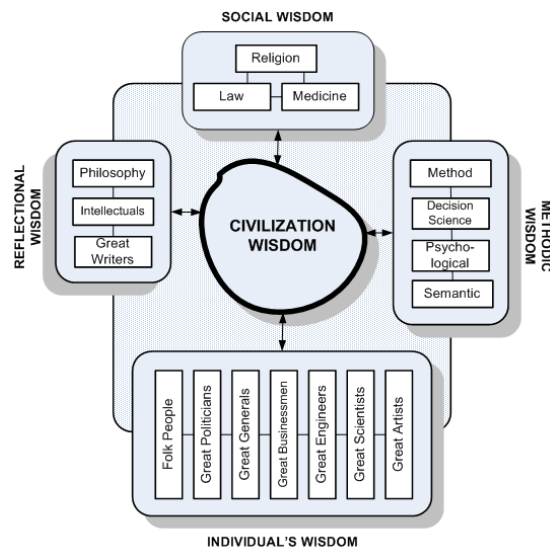 SOCIAL WISDOM
Religion
Law
Medicine
REFLECTIONAL
WISDOM
Philosophy
Intellectuals
Great
Writers
CIVILIZATION
WISDOM
Method
Decision
Science
Psycho-
logical
Semantic
METHODIC
WISDOM
Folk People
Great Politicians
Great Generals
Great Businessmen
Great Engineers
Great Scientists
Great Artists
INDIVIDUAL'S WISDOM